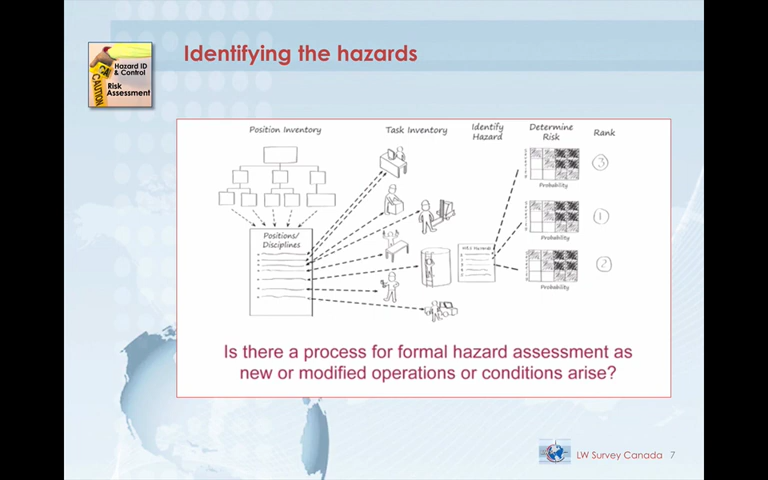 Identifying the hazards
Hazard ID
& Control
Risk
Assessment
CAUTION
Position Inventory
Task Inventory
Identify
Hazard
Determine
Risk
Rank
Positions/
Disciplines
Probability
3
Probability
1
Probability
2
Is there a process for formal hazard assessment as
new or modified operations or conditions arise?
LW Survey Canada 7